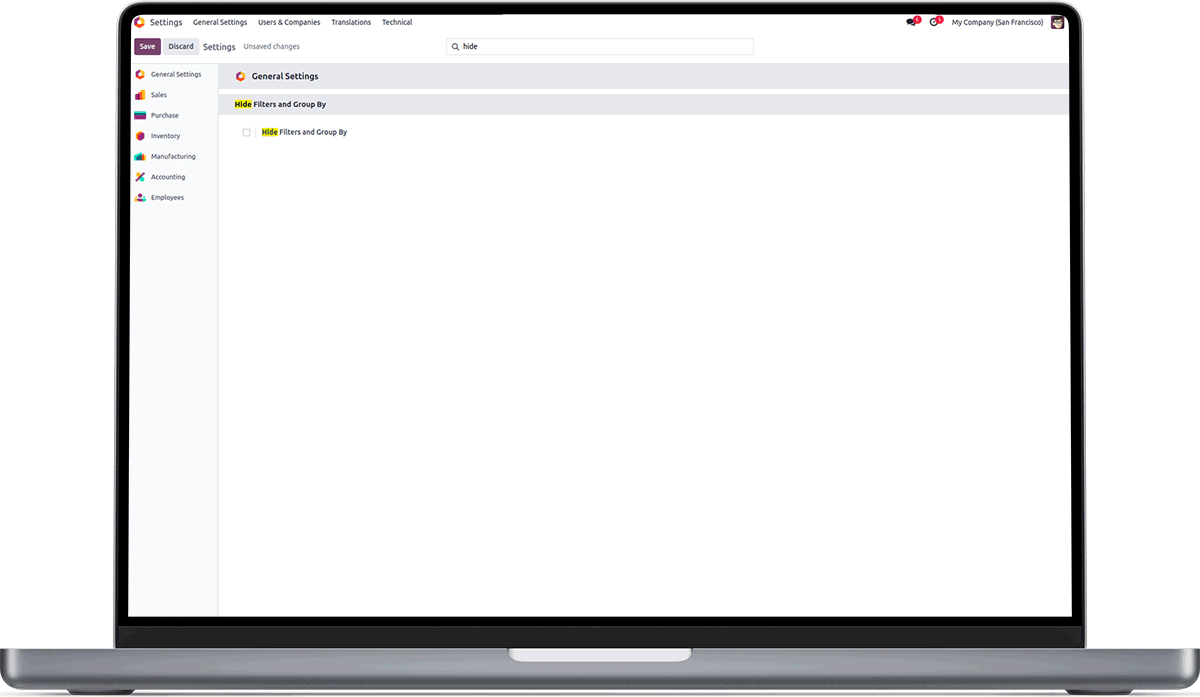 Settings General Settings Users & Companies Translations Technical 5 5 My Company (San Francisco)
Save Discard Settings Unsaved changes hide
General Settings
Sales
Purchase
Inventory
Manufacturing
Accounting
Employees
General Settings
Hide Filters and Group By
Hide Filters and Group By